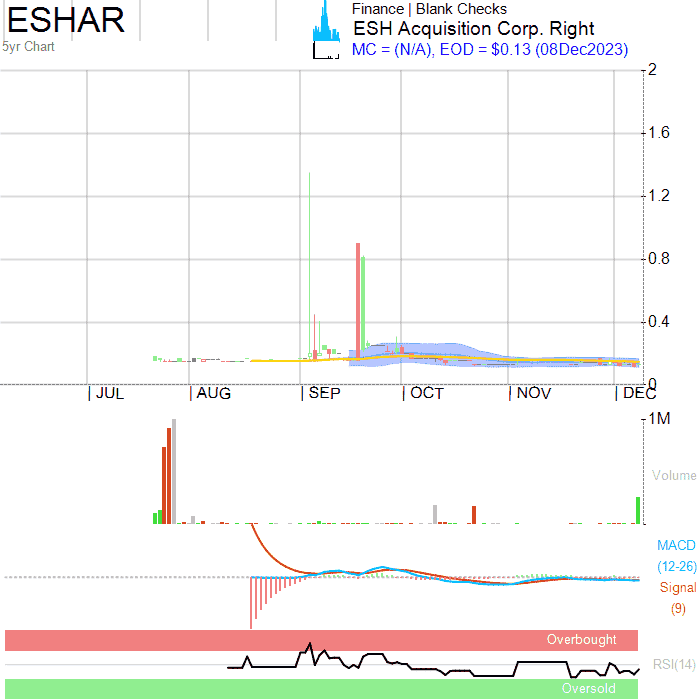 ESHAR
5yr Chart
Finance | Blank Checks
ESH Acquisition Corp. Right
MC = (N/A), EOD = $0.13 (08Dec2023)
2
1.6
1.2
0.8
0.4
0
JUL AUG SEP OCT NOV DEC
1M
Volume
MACD
(12-26)
Signal
(9)
Overbought
RSI(14)
Oversold